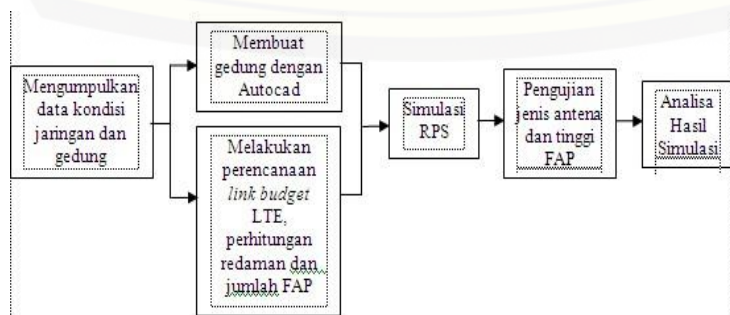 Mengumpulkan
data kondisi
jaringan dan
gedung
Membuat
gedung dengan
Autocad
Melakukan
perencanaan
link budget
LTE,
perhitungan
redaman dan
jumlah FAP
Simulasi
RPS
Pengujian
jenis antena
dan tinggi
FAP
Analisa
Hasil
Simulasi